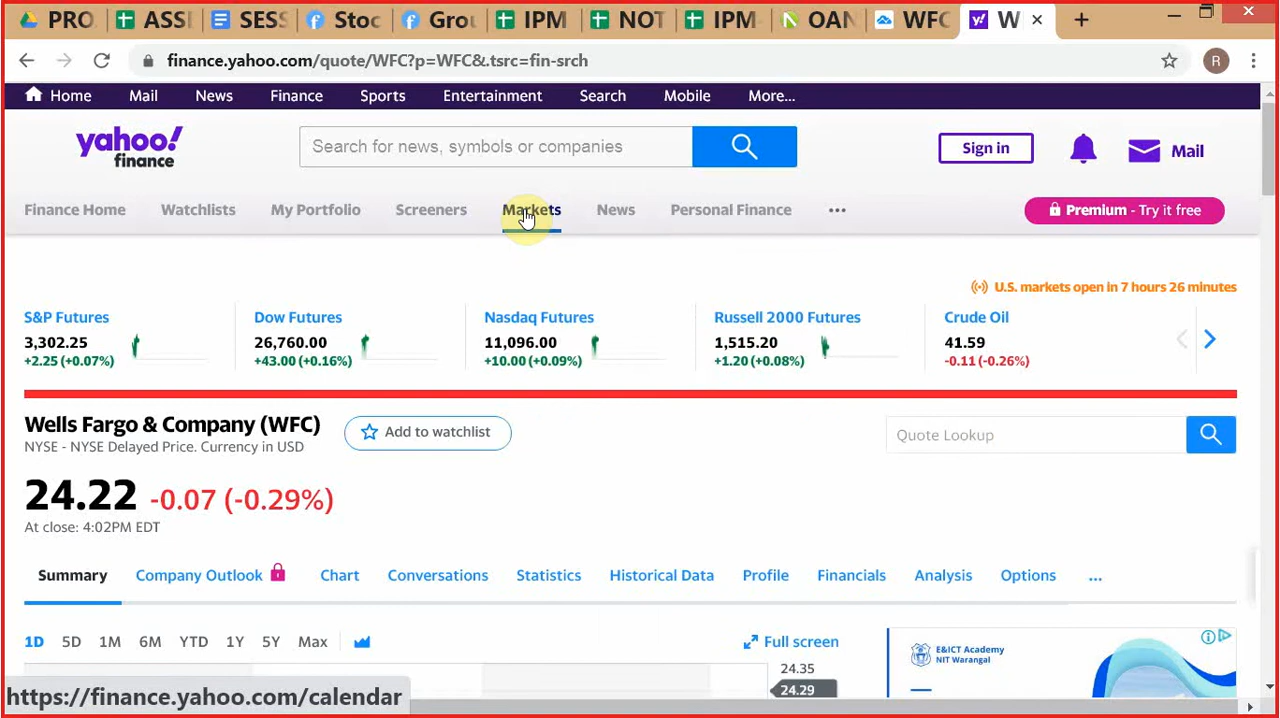 PRO ASSI SESS Stoc Grou IPM NOT IPM- OAN WFC W
finance.yahoo.com/quote/WFC?p=WFC&.tsrc=fin-srch R
Home Mail News Finance Sports Entertainment Search Mobile More...
yahoo! finance Search for news, symbols or companies Sign in Mail
Finance Home Watchlists My Portfolio Screeners Markets News Personal Finance ••• Premium - Try it free
U.S. markets open in 7 hours 26 minutes
S&P Futures Dow Futures Nasdaq Futures Russell 2000 Futures Crude Oil
3,302.25 26,760.00 11,096.00 1,515.20 41.59
+2.25 (+0.07%) +43.00 (+0.16%) +10.00 (+0.09%) +1.20 (+0.08%) -0.11 (-0.26%)
Wells Fargo & Company (WFC) Add to watchlist Quote Lookup
NYSE - NYSE Delayed Price. Currency in USD
24.22 -0.07 (-0.29%)
At close: 4:02PM EDT
Summary Company Outlook Chart Conversations Statistics Historical Data Profile Financials Analysis Options ...
1D 5D 1M 6M YTD 1Y 5Y Max Full screen
E&ICT Academy
NIT Warangal
24.35
24.29
https://finance.yahoo.com/calendar